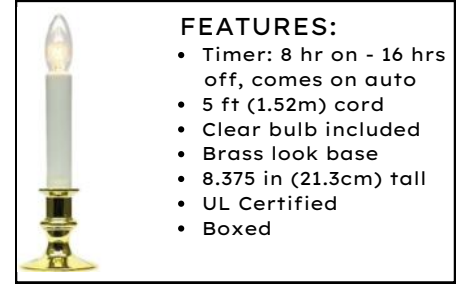 FEATURES:
• Timer: 8 hr on - 16 hrs
off, comes on auto
• 5 ft (1.52m) cord
• Clear bulb included
• Brass look base
• 8.375 in (21.3cm) tall
• UL Certified
• Boxed